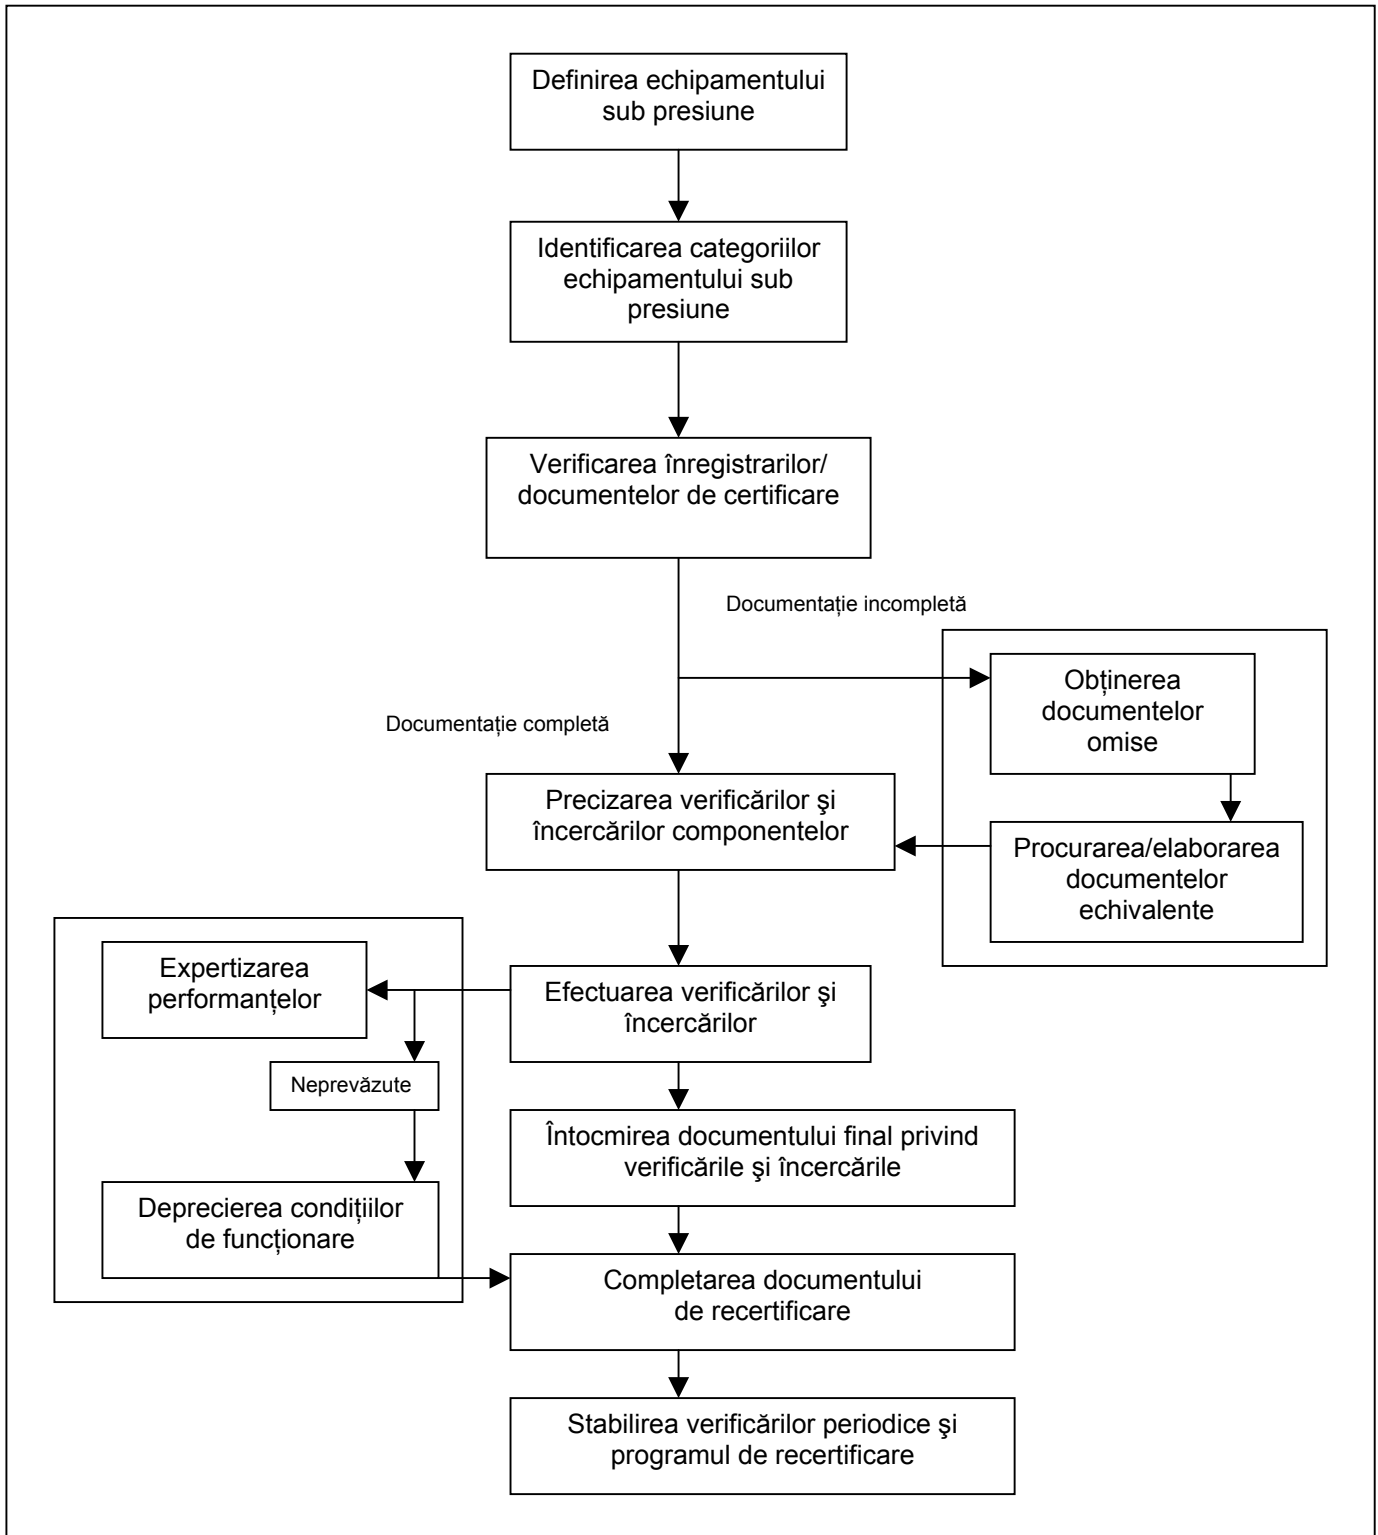 Definirea echipamentului
sub presiune
Identificarea categoriilor
echipamentului sub
presiune
Verificarea înregistrarilor/
documentelor de certificare
Documentație incompletă
Obținerea
documentelor
omise
Documentație completă
Precizarea verificărilor şi
încercărilor componentelor
Procurarea/elaborarea
documentelor
echivalente
Expertizarea
performanțelor
Efectuarea verificărilor şi
încercărilor
Neprevăzute
Întocmirea documentului final privind
verificările şi încercările
Deprecierea condițiilor
de funcționare
Completarea documentului
de recertificare
Stabilirea verificărilor periodice şi
programul de recertificare